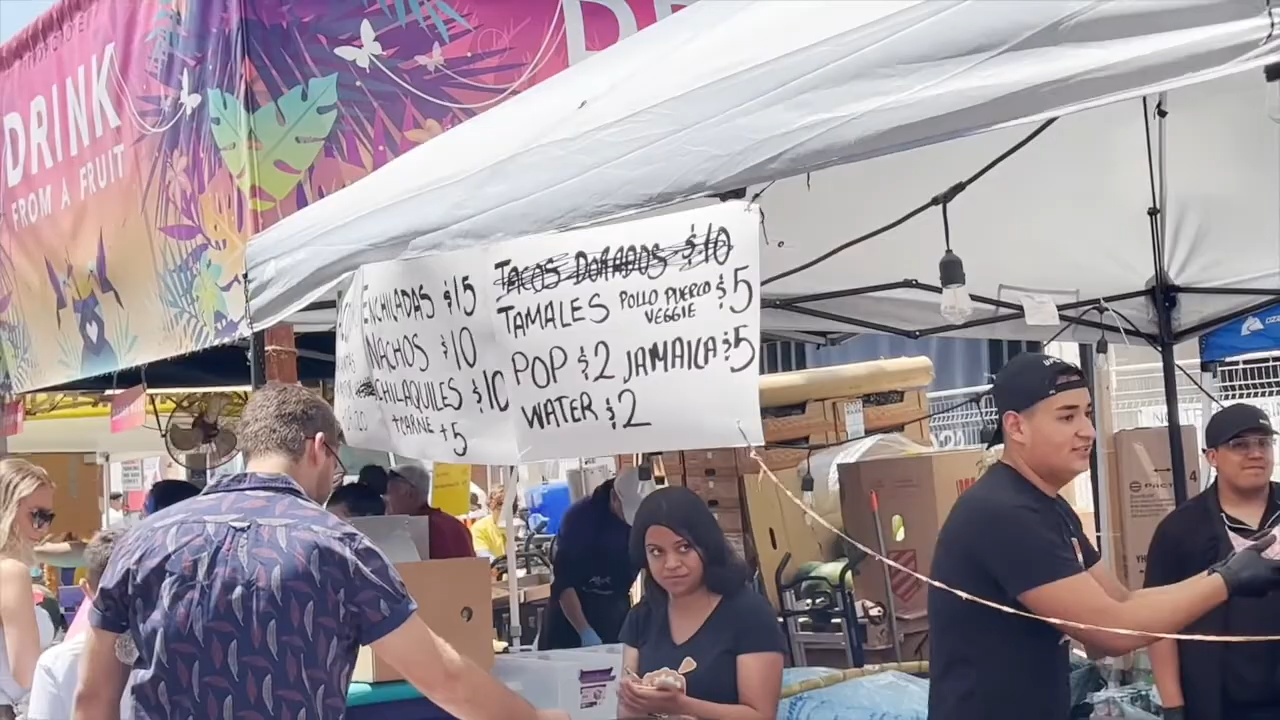 DRINK
FROM A FRUIT
ENCHILADAS $15
NACHOS $10
CHILAQUILES $10
+CARNE +5
TACOS DORADOS $10
TAMALES POLLO PUERCO VEGGIE $5
POP $2 JAMAICA $5
WATER $2